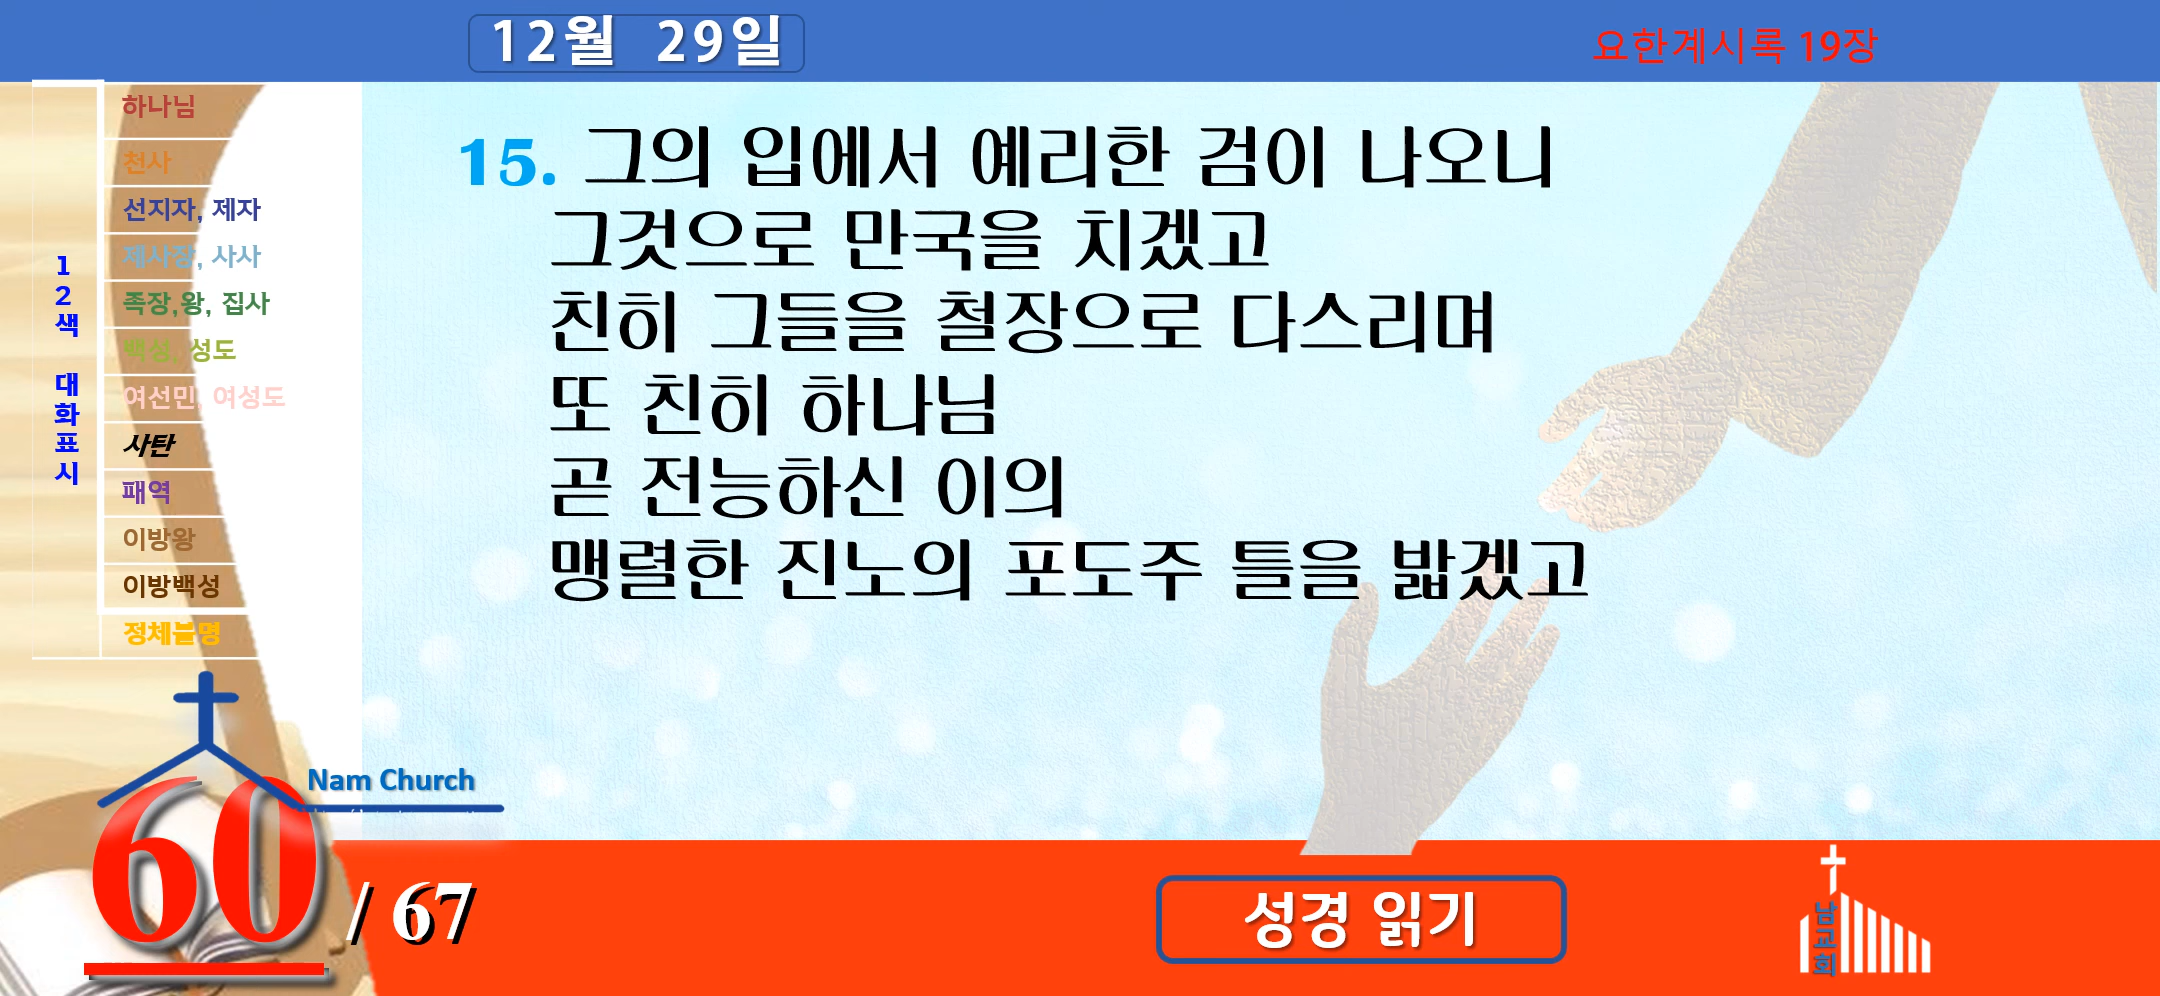 12월 29일
요한계시록 19장
12색 대화표시
하나님
천사
선지자, 제자
제사장, 사사
족장,왕, 집사
백성, 성도
여선민, 여성도
사탄
패역
이방왕
이방백성
정체불명
15. 그의 입에서 예리한 검이 나오니
그것으로 만국을 치겠고
친히 그들을 철장으로 다스리며
또 친히 하나님
곧 전능하신 이의
맹렬한 진노의 포도주 틀을 밟겠고
Nam Church
60 / 67
성경 읽기
남교회